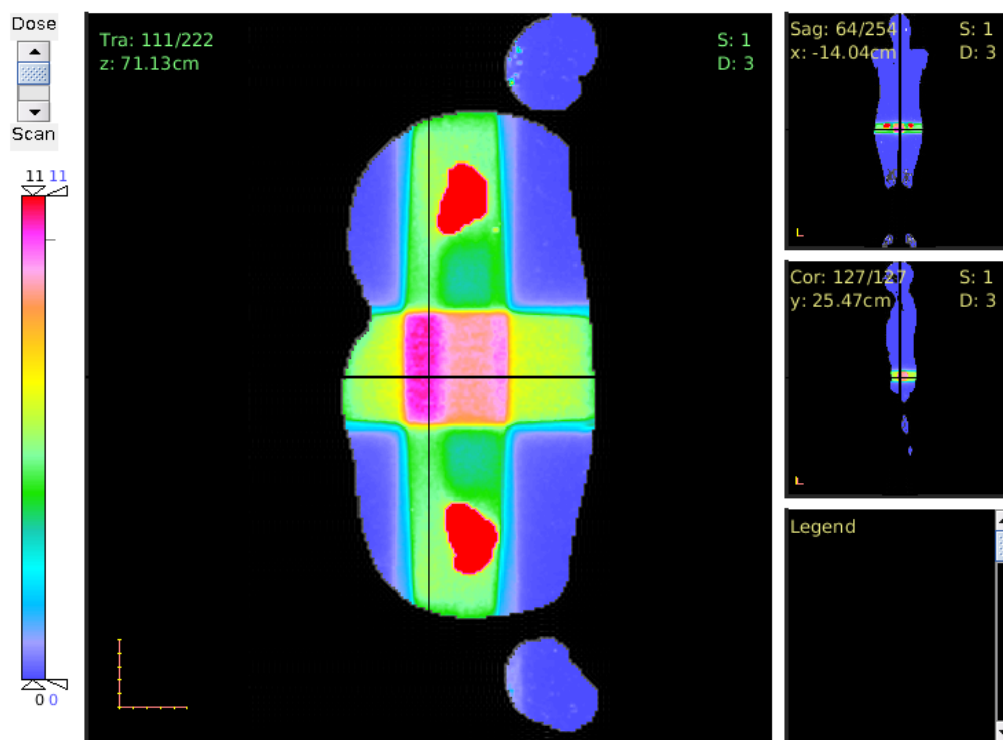 Dose
Scan
11 11
0 0
Tra: 111/222
z: 71.13cm
S: 1
D: 3
Sag: 64/254
x: -14.04cm
S: 1
D: 3
L
Cor: 127/127
y: 25.47cm
S: 1
D: 3
L
Legend